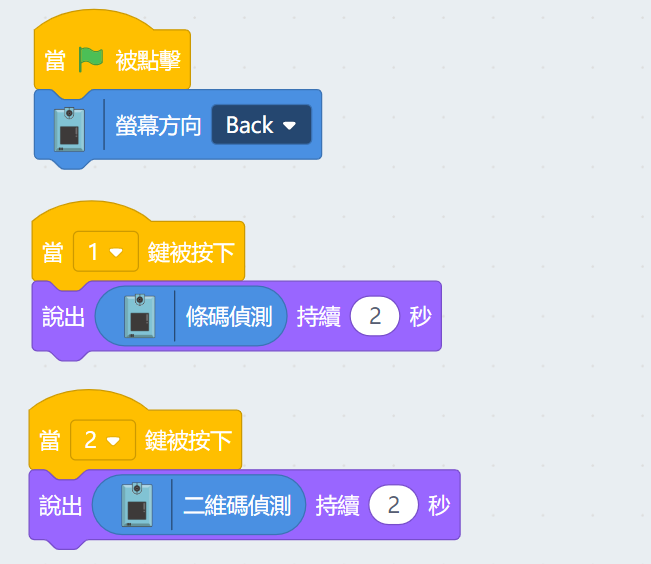 當 被點擊
螢幕方向 Back
當 1 鍵被按下
說出 條碼偵測 持續 2 秒
當 2 鍵被按下
說出 二維碼偵測 持續 2 秒